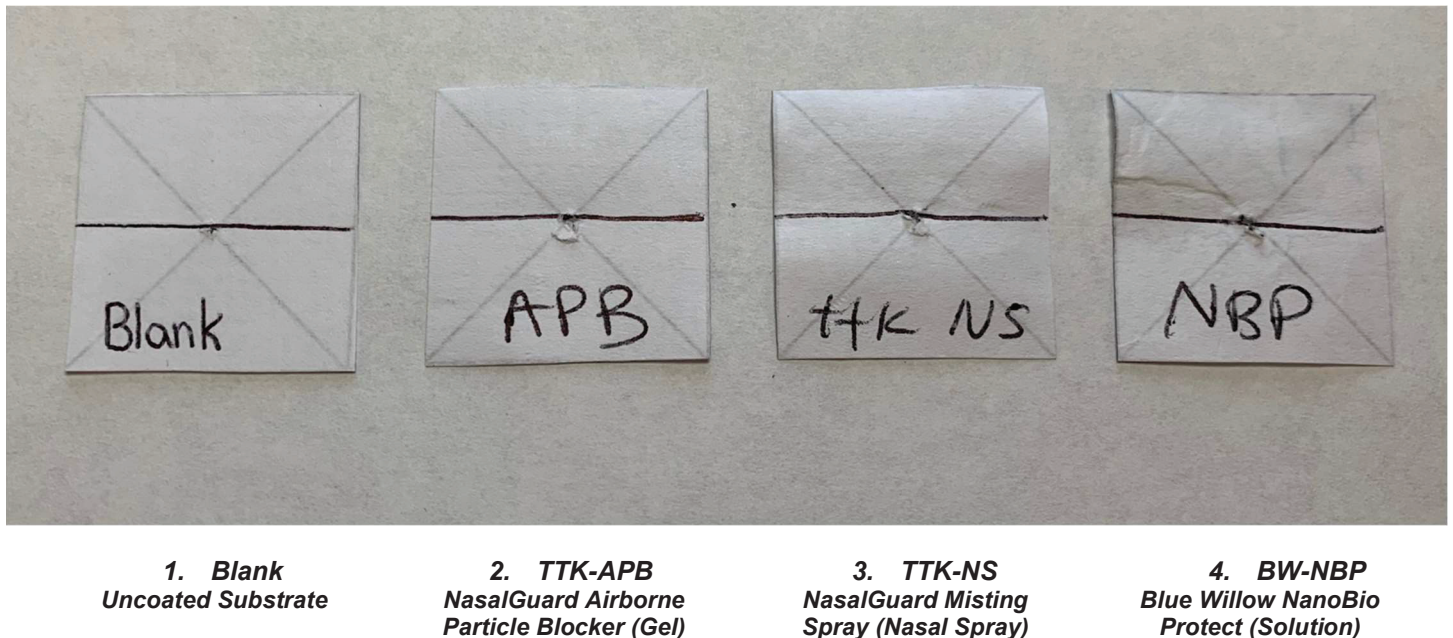 Blank
APB
ttK NS
NBP
1. Blank
Uncoated Substrate
2. TTK-APB
NasalGuard Airborne
Particle Blocker (Gel)
3. TTK-NS
NasalGuard Misting
Spray (Nasal Spray)
4. BW-NBP
Blue Willow NanoBio
Protect (Solution)